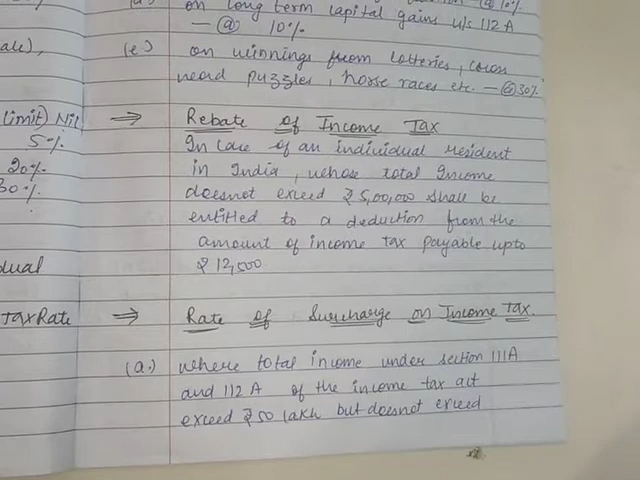 on long term capital gains u/s 112A
— @ 10%
(e) on winnings from lotteries, cross
word puzzles, horse races etc. — @30%
ale),
limit) Nil
5%
20%
30%
dual
Tax Rate
⇒ Rebate of Income Tax
In case of an individual resident
in India, whose total Income
doesnot exceed ₹5,00,000 shall be
entitled to a deduction from the
amount of income tax payable upto
₹12,500
⇒ Rate of Surcharge on Income Tax.
(a.) where total income under section 111A
and 112A of the income tax act
exceed ₹50 lakh but doesnot exceed